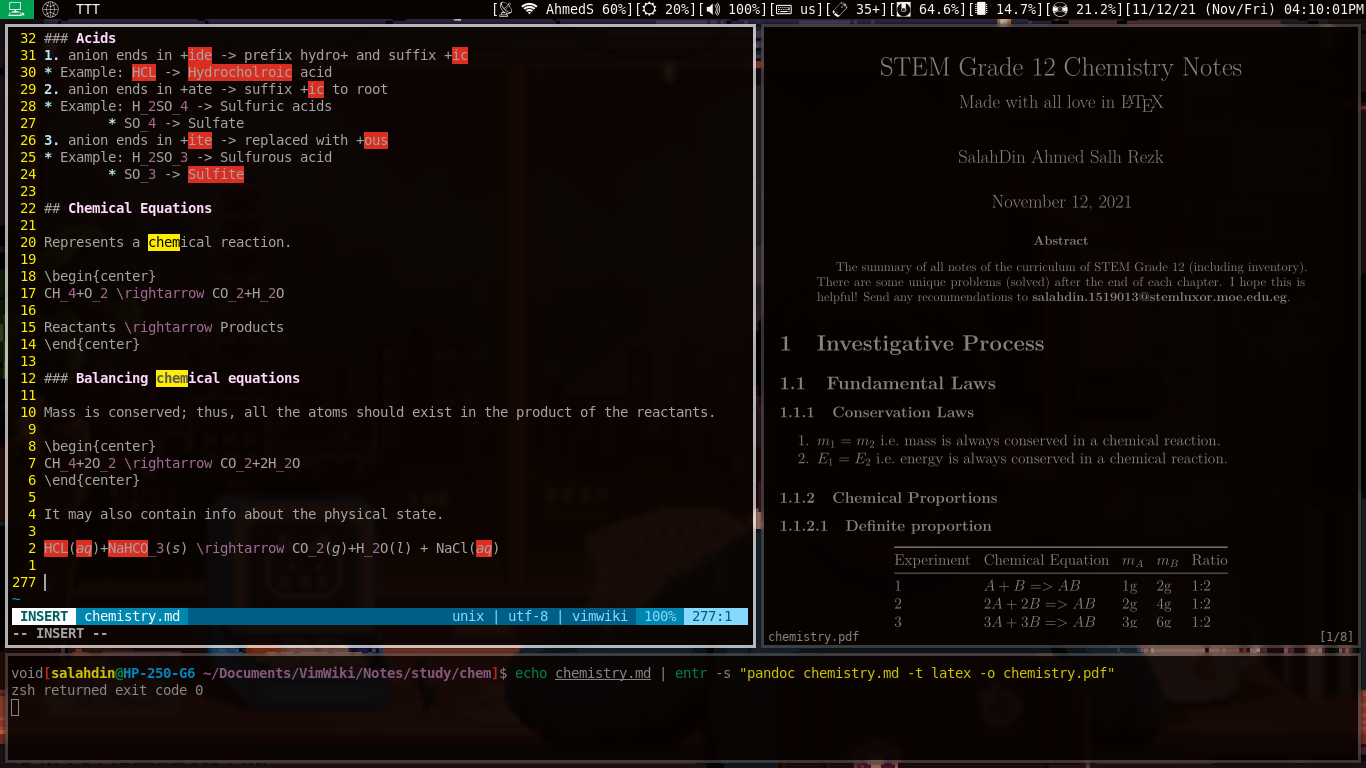 TTT [ AhmedS 60%][ 20%][ 100%][ us][ 35+][ 64.6%][ 14.7%][ 21.2%][11/12/21 (Nov/Fri) 04:10:01PM
32 ### Acids
31 1. anion ends in +ide -> prefix hydro+ and suffix +ic
30 * Example: HCL -> Hydrocholroic acid
29 2. anion ends in +ate -> suffix +ic to root
28 * Example: H_2SO_4 -> Sulfuric acids
27 * SO_4 -> Sulfate
26 3. anion ends in +ite -> replaced with +ous
25 * Example: H_2SO_3 -> Sulfurous acid
24 * SO_3 -> Sulfite
23
22 ## Chemical Equations
21
20 Represents a chemical reaction.
19
18 \begin{center}
17 CH_4+O_2 \rightarrow CO_2+H_2O
16
15 Reactants \rightarrow Products
14 \end{center}
13
12 ### Balancing chemical equations
11
10 Mass is conserved; thus, all the atoms should exist in the product of the reactants.
9
8 \begin{center}
7 CH_4+2O_2 \rightarrow CO_2+2H_2O
6 \end{center}
5
4 It may also contain info about the physical state.
3
2 HCL(aq)+NaHCO_3(s) \rightarrow CO_2(g)+H_2O(l) + NaCl(aq)
1
277
~
INSERT chemistry.md unix | utf-8 | vimwiki 100% 277:1
-- INSERT --
STEM Grade 12 Chemistry Notes
Made with all love in LATEX
SalahDin Ahmed Salh Rezk
November 12, 2021
Abstract
The summary of all notes of the curriculum of STEM Grade 12 (including inventory).
There are some unique problems (solved) after the end of each chapter. I hope this is
helpful! Send any recommendations to salahdin.1519013@stemluxor.moe.edu.eg.
1 Investigative Process
1.1 Fundamental Laws
1.1.1 Conservation Laws
1. m₁ = m₂ i.e. mass is always conserved in a chemical reaction.
2. E₁ = E₂ i.e. energy is always conserved in a chemical reaction.
1.1.2 Chemical Proportions
1.1.2.1 Definite proportion
Experiment Chemical Equation m_A m_B Ratio
1 A + B => AB 1g 2g 1:2
2 2A + 2B => AB 2g 4g 1:2
3 3A + 3B => AB 3g 6g 1:2
chemistry.pdf [1/8]
void[salahdin@HP-250-G6 ~/Documents/VimWiki/Notes/study/chem]$ echo chemistry.md | entr -s "pandoc chemistry.md -t latex -o chemistry.pdf"
zsh returned exit code 0